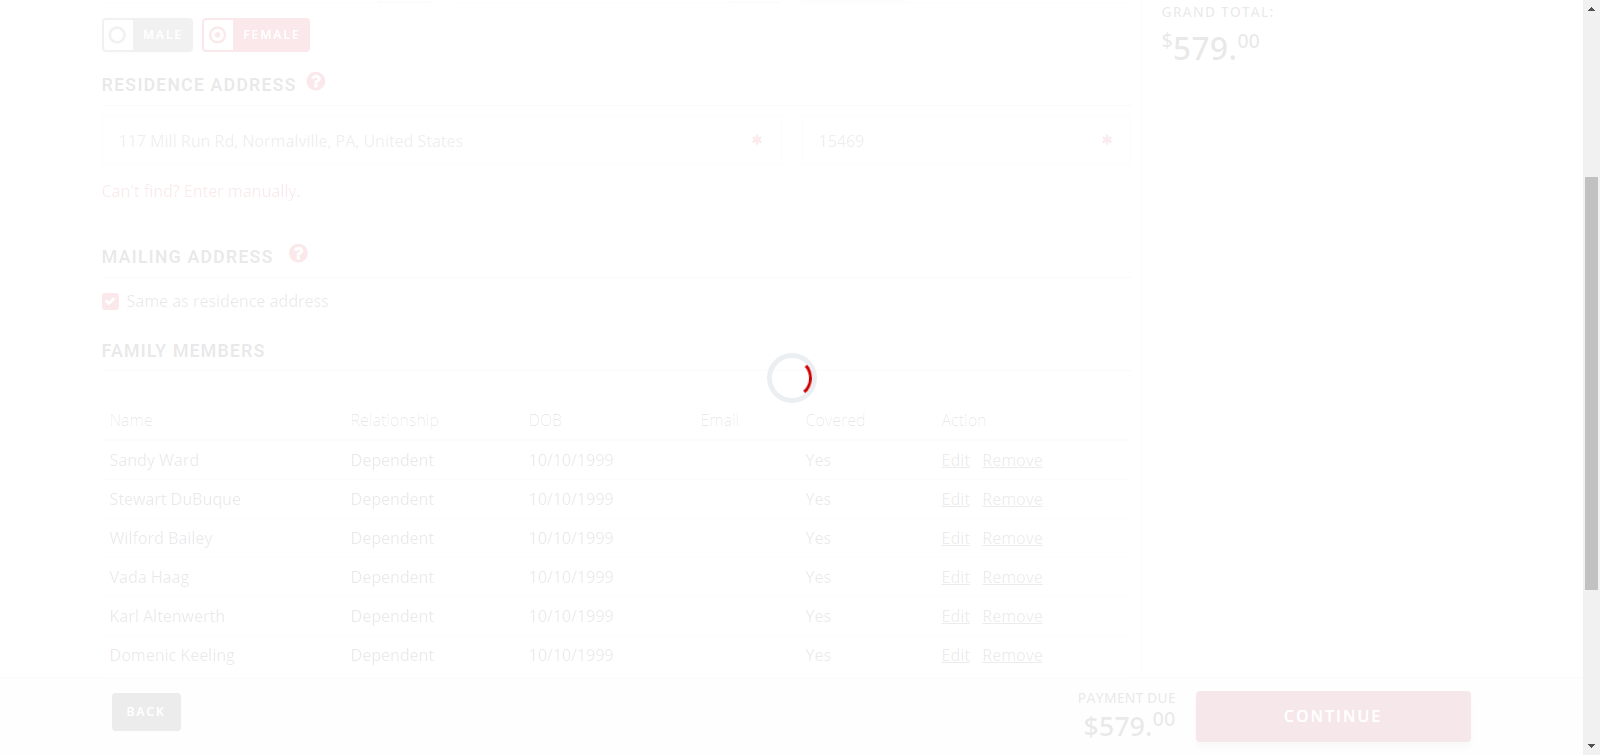 GRAND TOTAL:
$579.00
MALE FEMALE
RESIDENCE ADDRESS ?
117 Mill Run Rd, Normalville, PA, United States * 15469 *
Can't find? Enter manually.
MAILING ADDRESS ?
Same as residence address
FAMILY MEMBERS
Name Relationship DOB Email Covered Action
Sandy Ward Dependent 10/10/1999 Yes Edit Remove
Stewart DuBuque Dependent 10/10/1999 Yes Edit Remove
Wilford Bailey Dependent 10/10/1999 Yes Edit Remove
Vada Haag Dependent 10/10/1999 Yes Edit Remove
Karl Altenwerth Dependent 10/10/1999 Yes Edit Remove
Domenic Keeling Dependent 10/10/1999 Yes Edit Remove
BACK
PAYMENT DUE
$579.00
CONTINUE